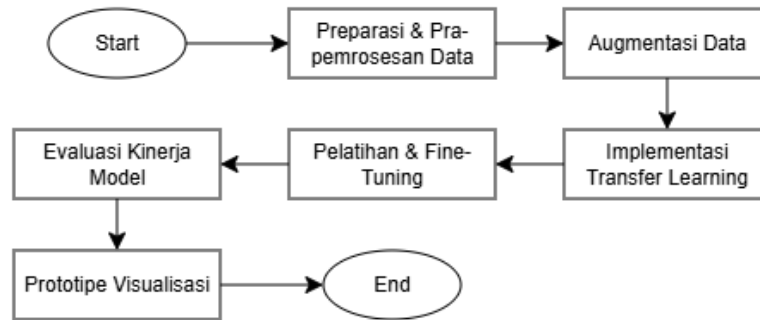 Start
Preparasi & Pra-
pemrosesan Data
Augmentasi Data
Implementasi
Transfer Learning
Pelatihan & Fine-
Tuning
Evaluasi Kinerja
Model
Prototipe Visualisasi
End